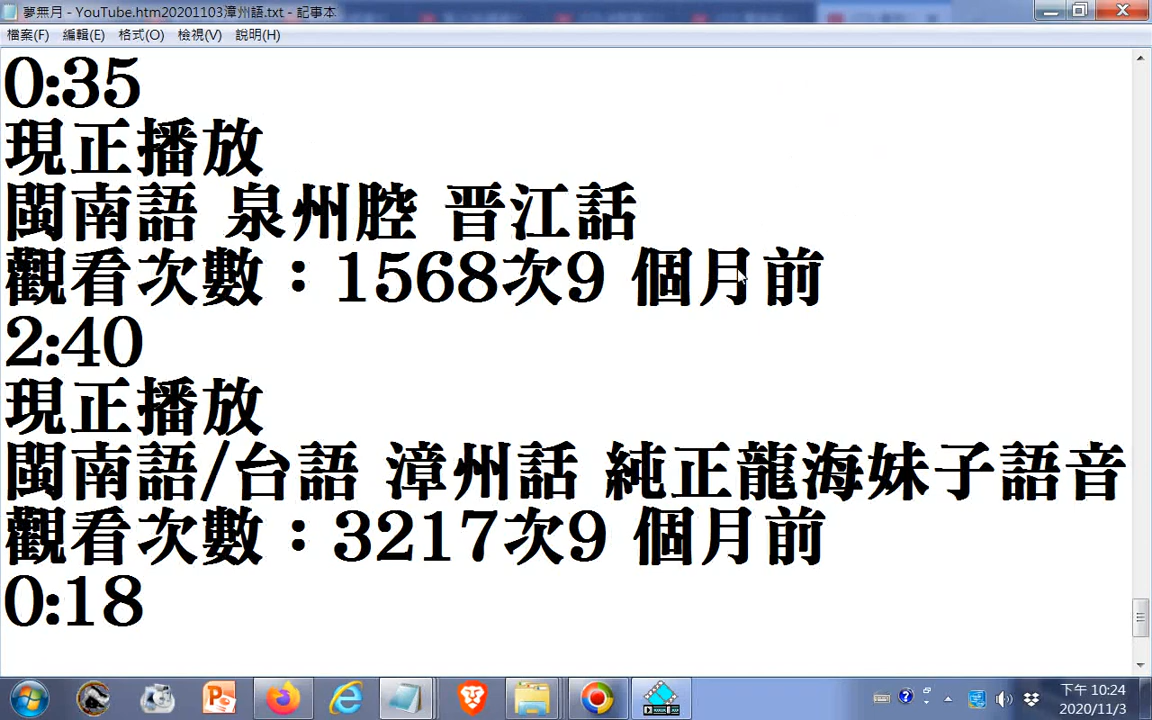 夢無月 - YouTube.htm20201103漳州語.txt - 記事本
檔案(F) 編輯(E) 格式(O) 檢視(V) 說明(H)
0:35
現正播放
閩南語 泉州腔 晋江話
觀看次數：1568次9 個月前
2:40
現正播放
閩南語/台語 漳州話 純正龍海妹子語音
觀看次數：3217次9 個月前
0:18
下午 10:24
2020/11/3